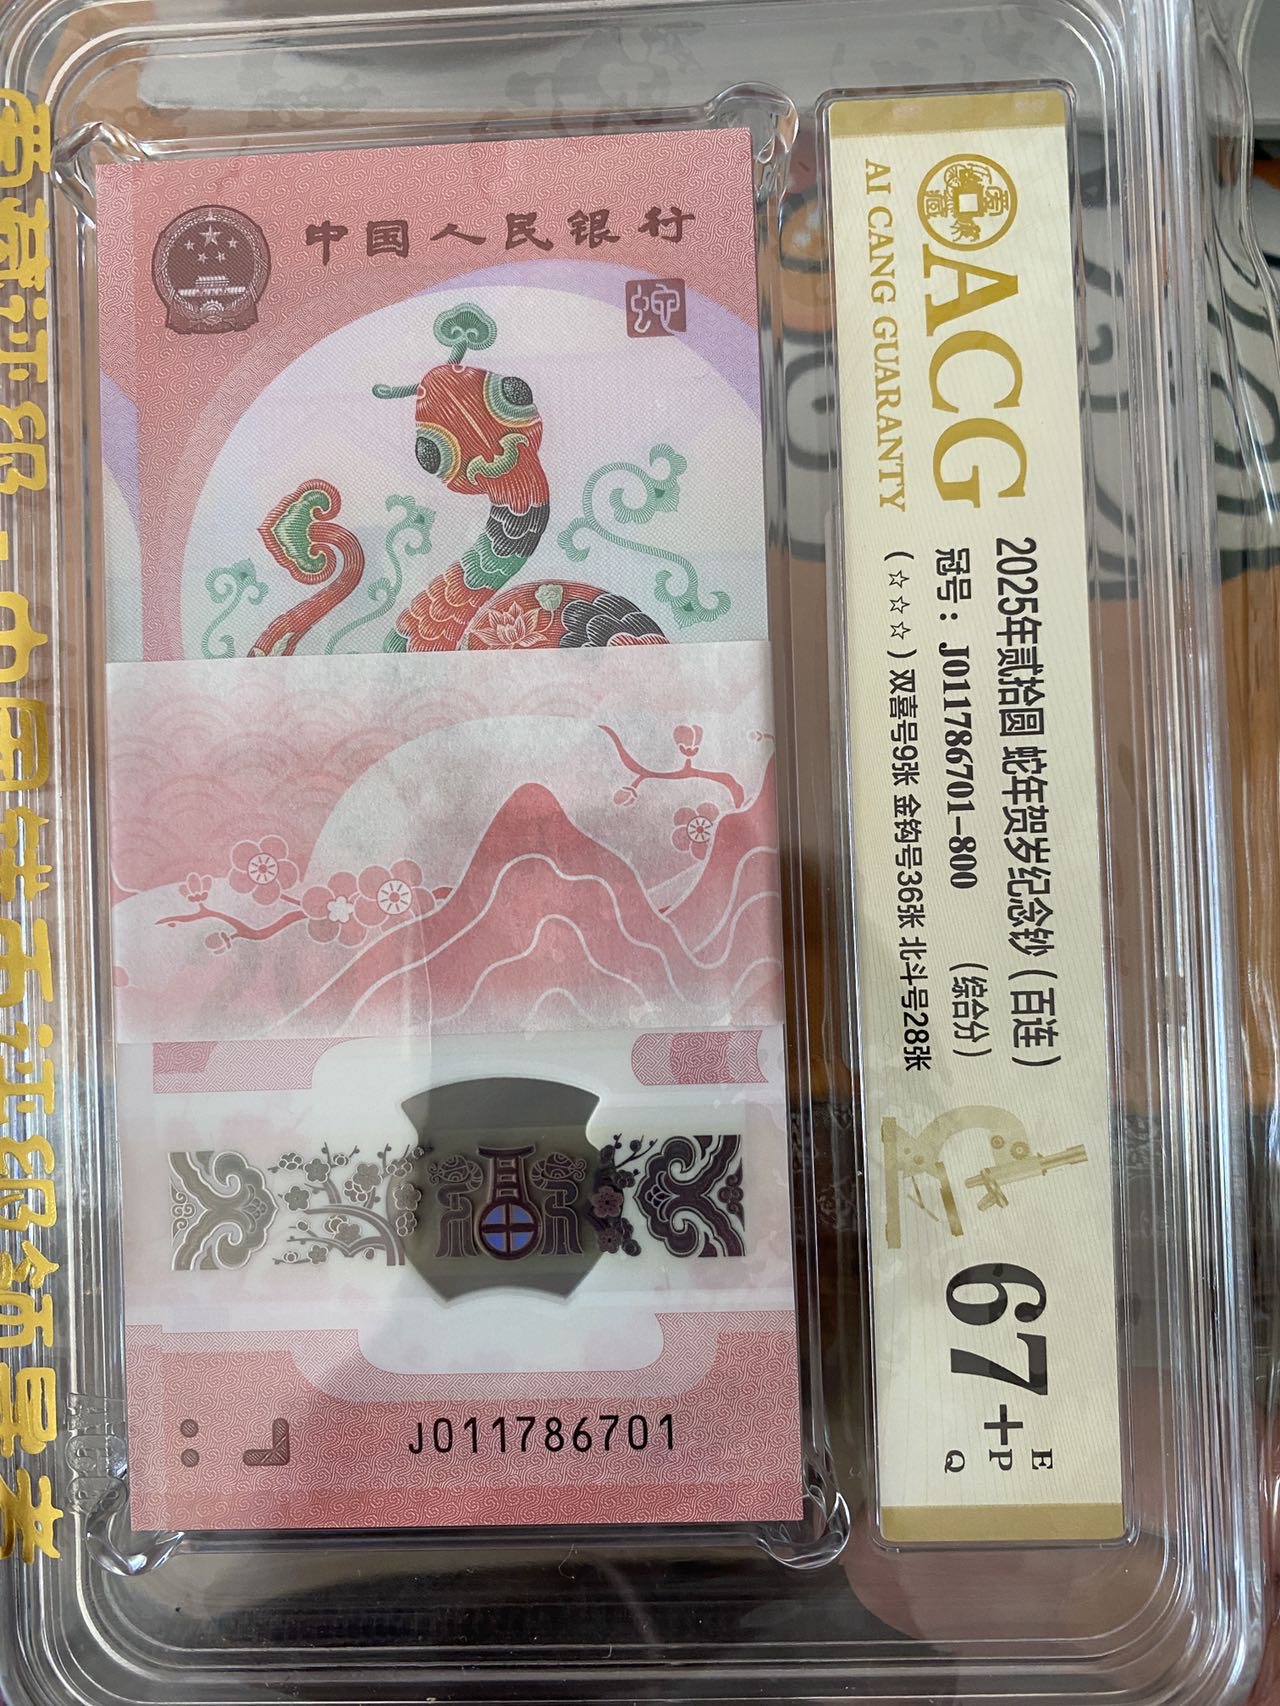 中国人民银行
蛇
J011786701
ACG
AI CANG GUARANTY
2025年贰拾圆 蛇年贺岁纪念钞(百连)
冠号：J011786701-800 (综合分)
(☆☆☆) 双喜号9张 金钩号36张 北斗号28张
67+
E
P
Q